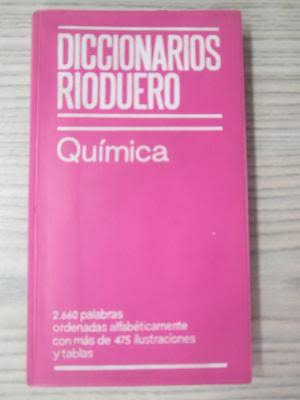 DICCIONARIOS
RIODUERO
Química
2.660 palabras
ordenadas alfabéticamente
con más de 475 ilustraciones
y tablas